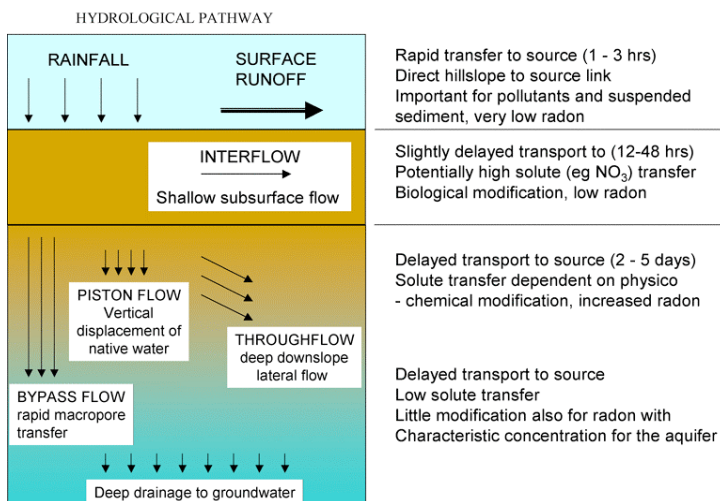 HYDROLOGICAL PATHWAY
RAINFALL
SURFACE
RUNOFF
Rapid transfer to source (1 - 3 hrs)
Direct hillslope to source link
Important for pollutants and suspended
sediment, very low radon
INTERFLOW
Shallow subsurface flow
Slightly delayed transport to (12-48 hrs)
Potentially high solute (eg NO₃) transfer
Biological modification, low radon
PISTON FLOW
Vertical
displacement of
native water
THROUGHFLOW
deep downslope
lateral flow
BYPASS FLOW
rapid macropore
transfer
Delayed transport to source (2 - 5 days)
Solute transfer dependent on physico
- chemical modification, increased radon
Delayed transport to source
Low solute transfer
Little modification also for radon with
Characteristic concentration for the aquifer
Deep drainage to groundwater